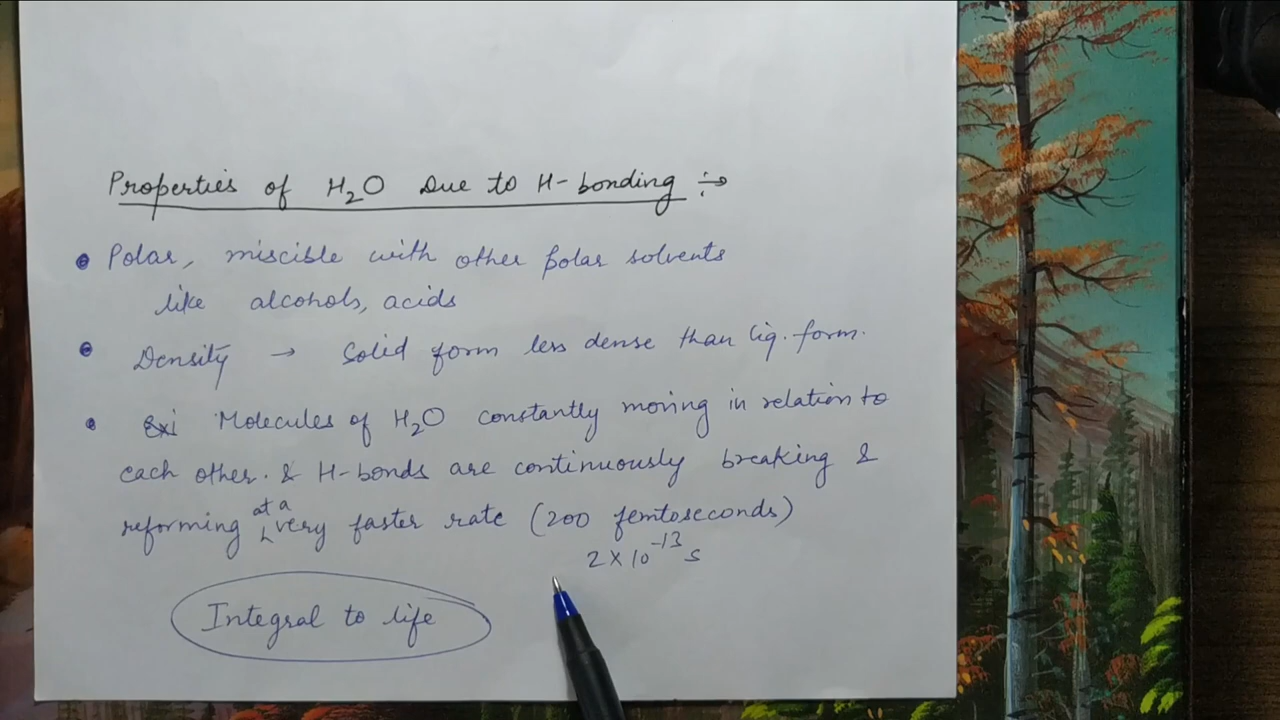 Properties of H₂O Due to H-bonding :→
• Polar, miscible with other polar solvents
like alcohols, acids
• Density → Solid form less dense than liq. form.
• Molecules of H₂O constantly moving in relation to
each other. & H-bonds are continuously breaking &
reforming at a very faster rate (200 femtoseconds)
2 × 10⁻¹³ s
Integral to life